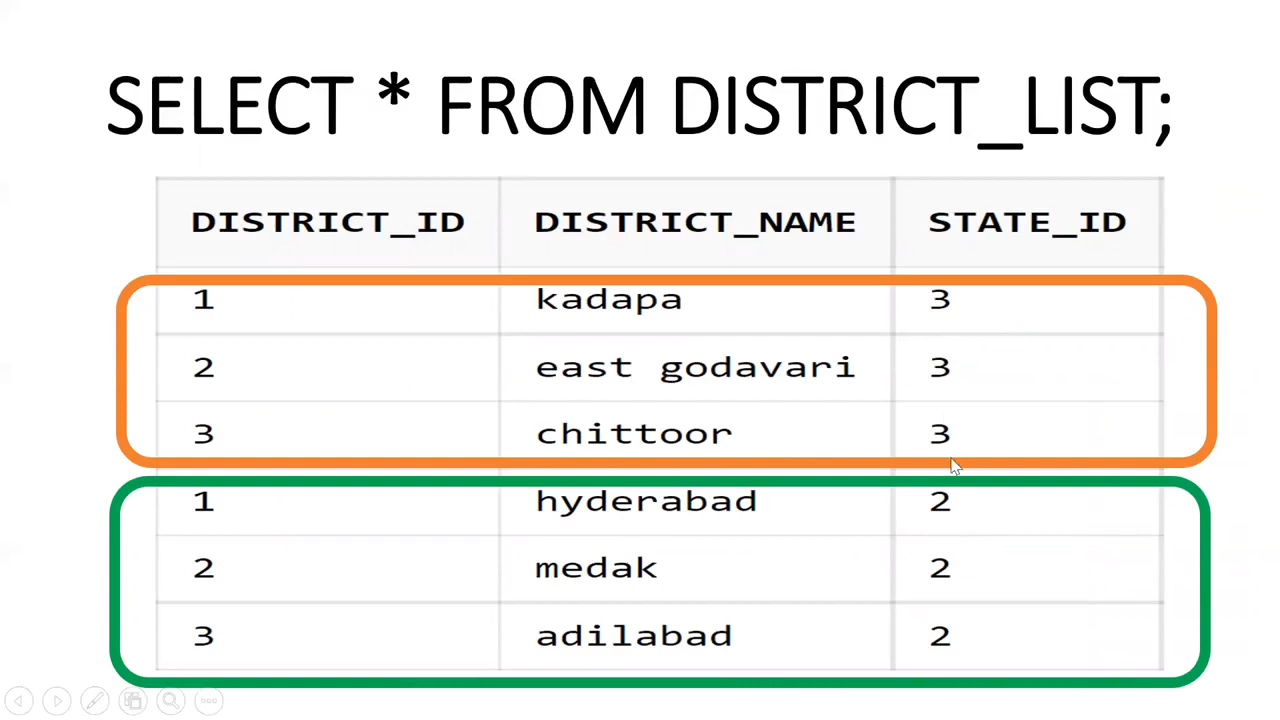 SELECT * FROM DISTRICT_LIST;
DISTRICT_ID DISTRICT_NAME STATE_ID
1 kadapa 3
2 east godavari 3
3 chittoor 3
1 hyderabad 2
2 medak 2
3 adilabad 2